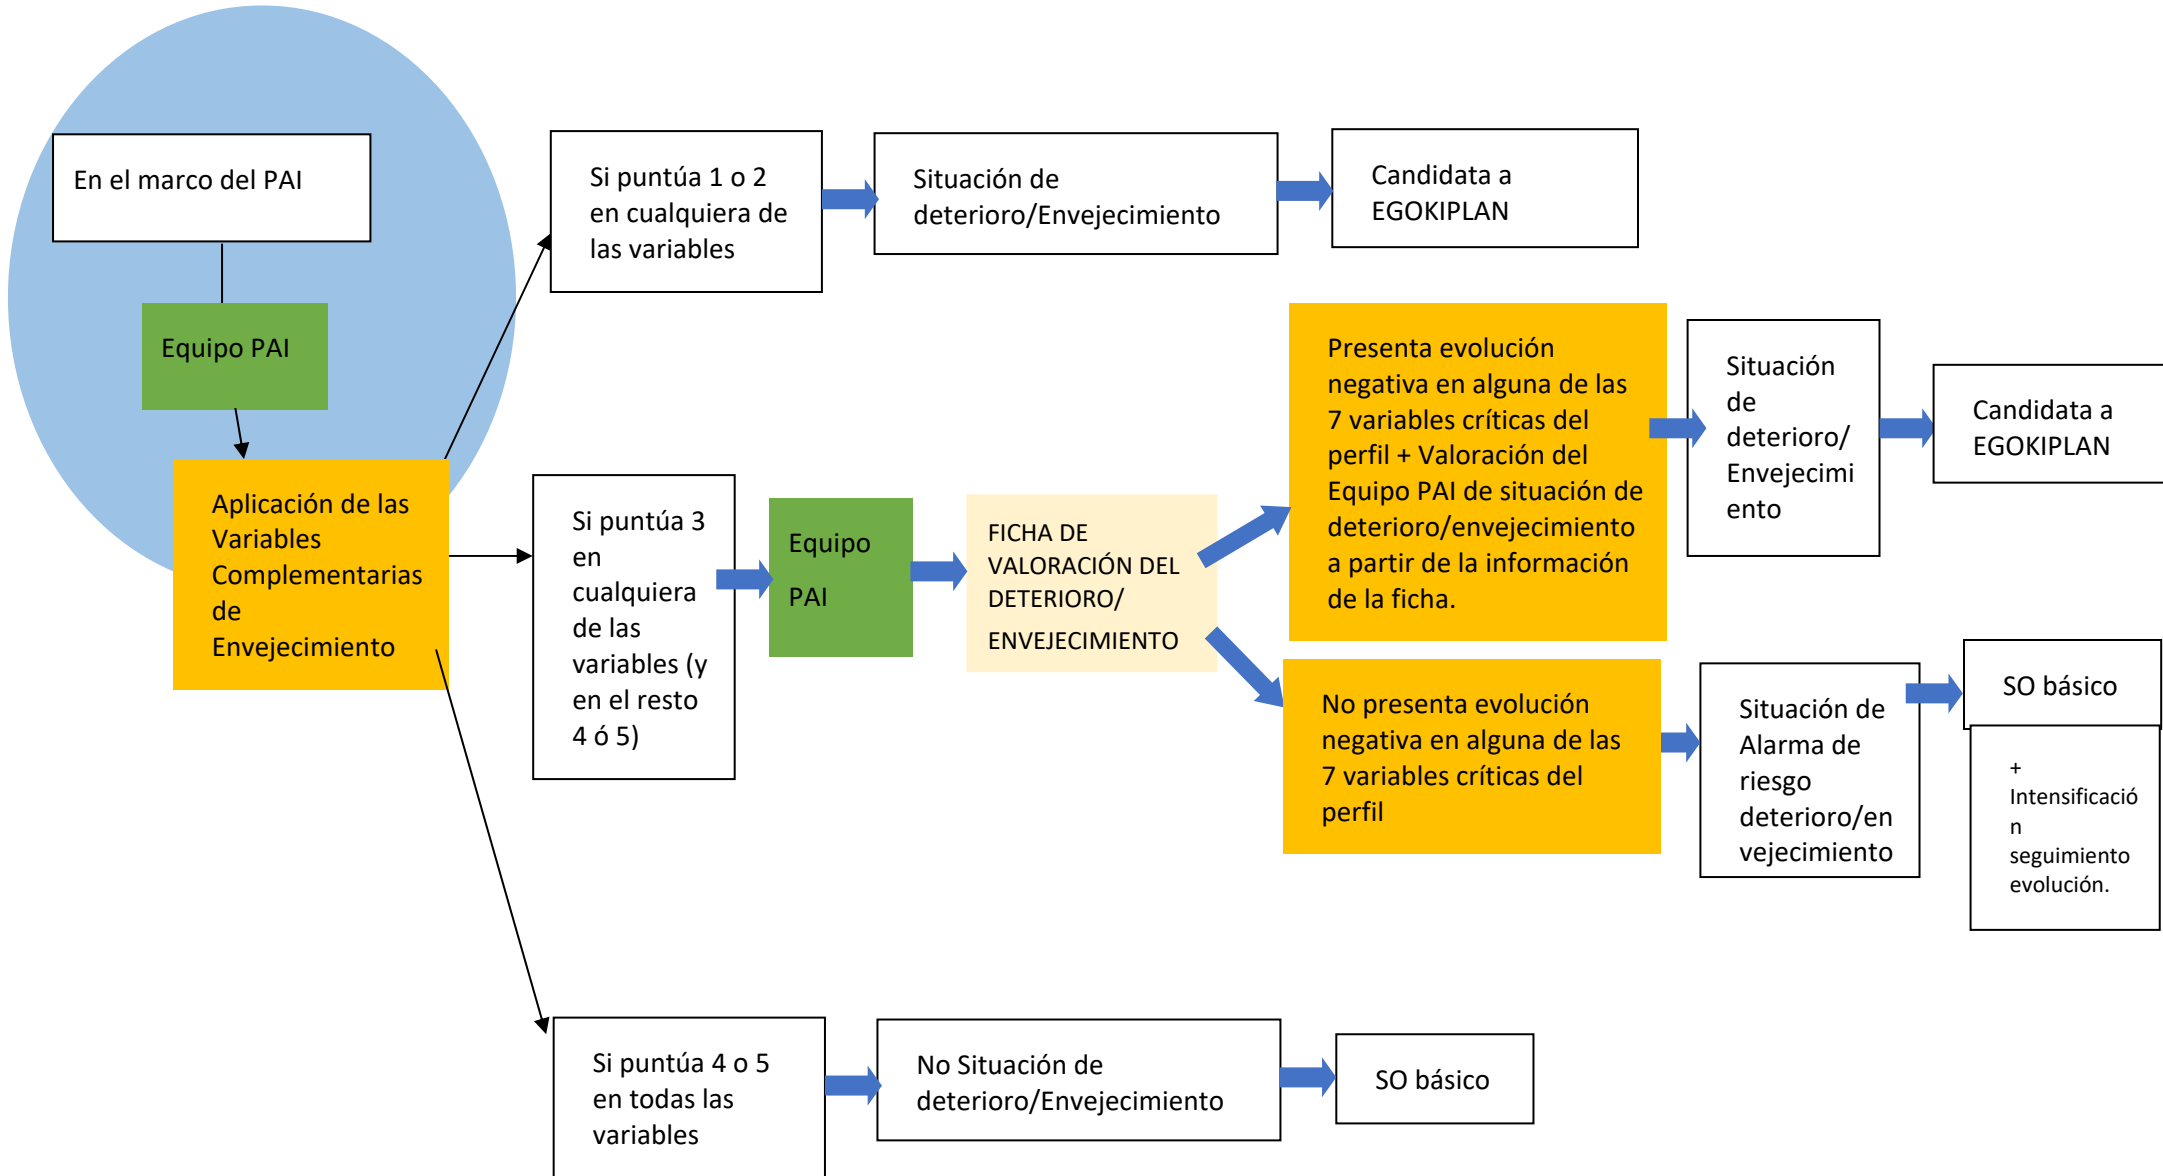 En el marco del PAI
Equipo PAI
Aplicación de las
Variables
Complementarias
de
Envejecimiento
Si puntúa 1 o 2
en cualquiera de
las variables
Situación de
deterioro/Envejecimiento
Candidata a
EGOKIPLAN
Si puntúa 3
en
cualquiera
de las
variables (y
en el resto
4 ó 5)
Equipo
PAI
FICHA DE
VALORACIÓN DEL
DETERIORO/
ENVEJECIMIENTO
Presenta evolución
negativa en alguna de las
7 variables críticas del
perfil + Valoración del
Equipo PAI de situación de
deterioro/envejecimiento
a partir de la información
de la ficha.
Situación
de
deterioro/
Envejecimi
ento
Candidata a
EGOKIPLAN
No presenta evolución
negativa en alguna de las
7 variables críticas del
perfil
Situación de
Alarma de
riesgo
deterioro/en
vejecimiento
SO básico
+
Intensificació
n
seguimiento
evolución.
Si puntúa 4 o 5
en todas las
variables
No Situación de
deterioro/Envejecimiento
SO básico